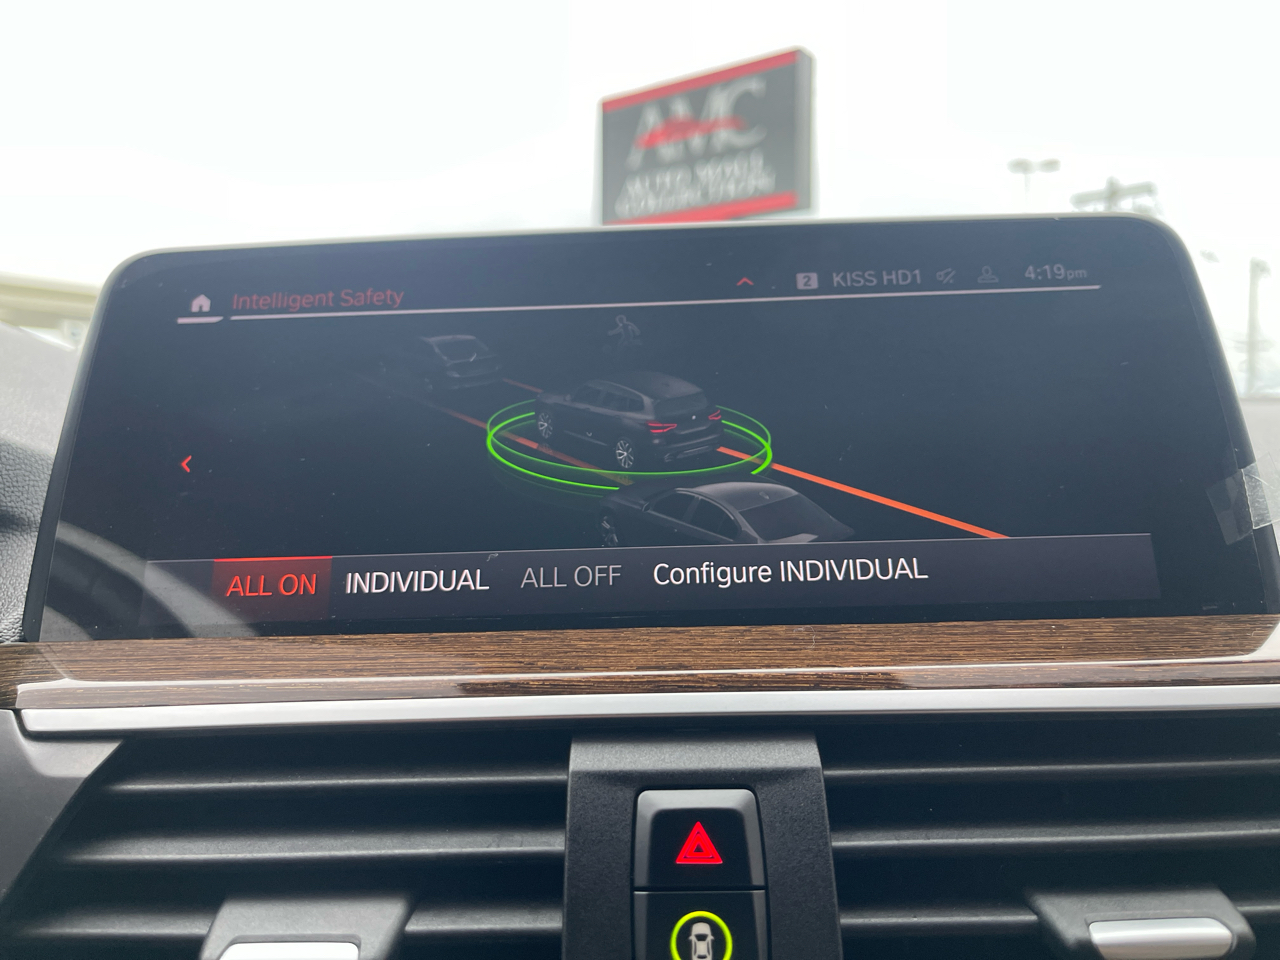 AMC
Intelligent Safety
2 KISS HD1 4:19pm
ALL ON INDIVIDUAL ALL OFF Configure INDIVIDUAL